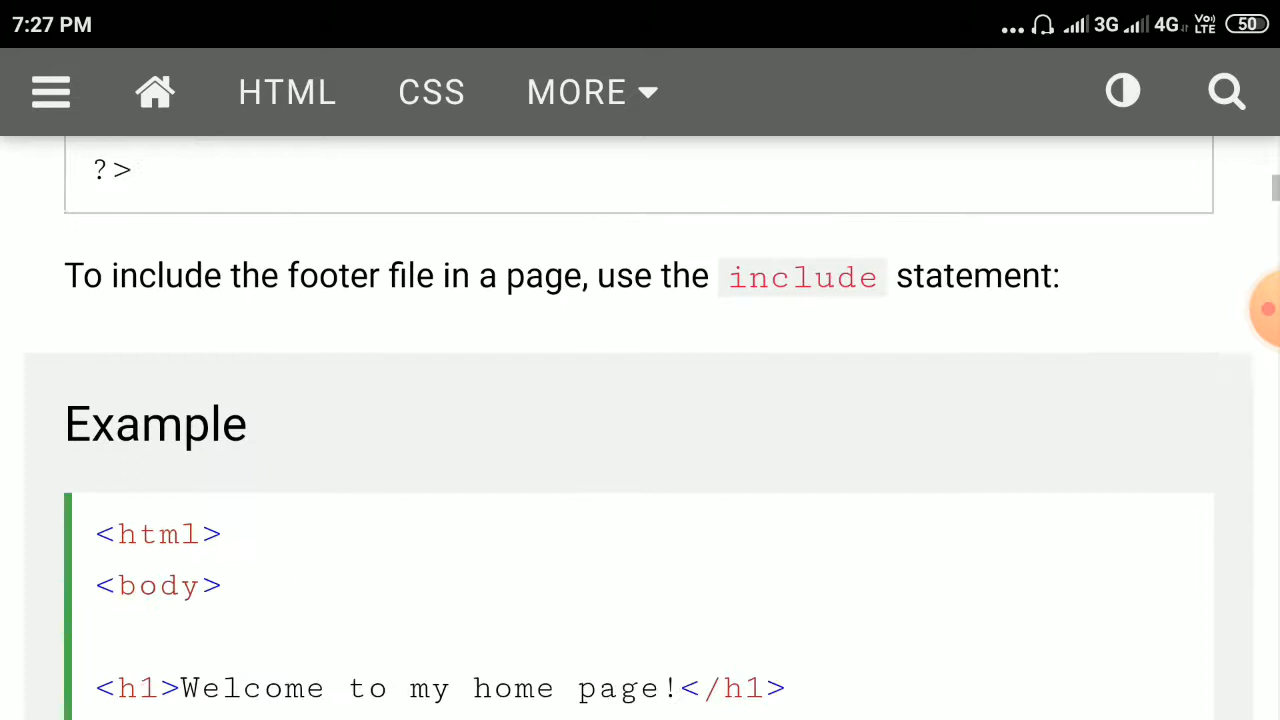 7:27 PM ... 3G 4G Vo) LTE 50
HTML CSS MORE
?>
To include the footer file in a page, use the include statement:
Example
<html>
<body>
<h1>Welcome to my home page!</h1>